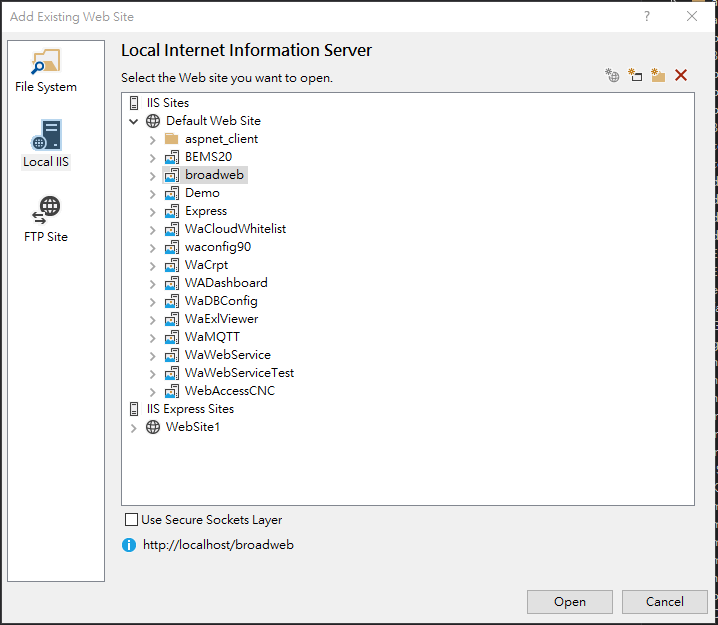 Add Existing Web Site
?
File System
Local IIS
FTP Site
Local Internet Information Server
Select the Web site you want to open.
IIS Sites
Default Web Site
aspnet_client
BEMS20
broadweb
Demo
Express
WaCloudWhitelist
waconfig90
WaCrpt
WADashboard
WaDBConfig
WaExlViewer
WaMQTT
WaWebService
WaWebServiceTest
WebAccessCNC
IIS Express Sites
WebSite1
Use Secure Sockets Layer
http://localhost/broadweb
Open
Cancel